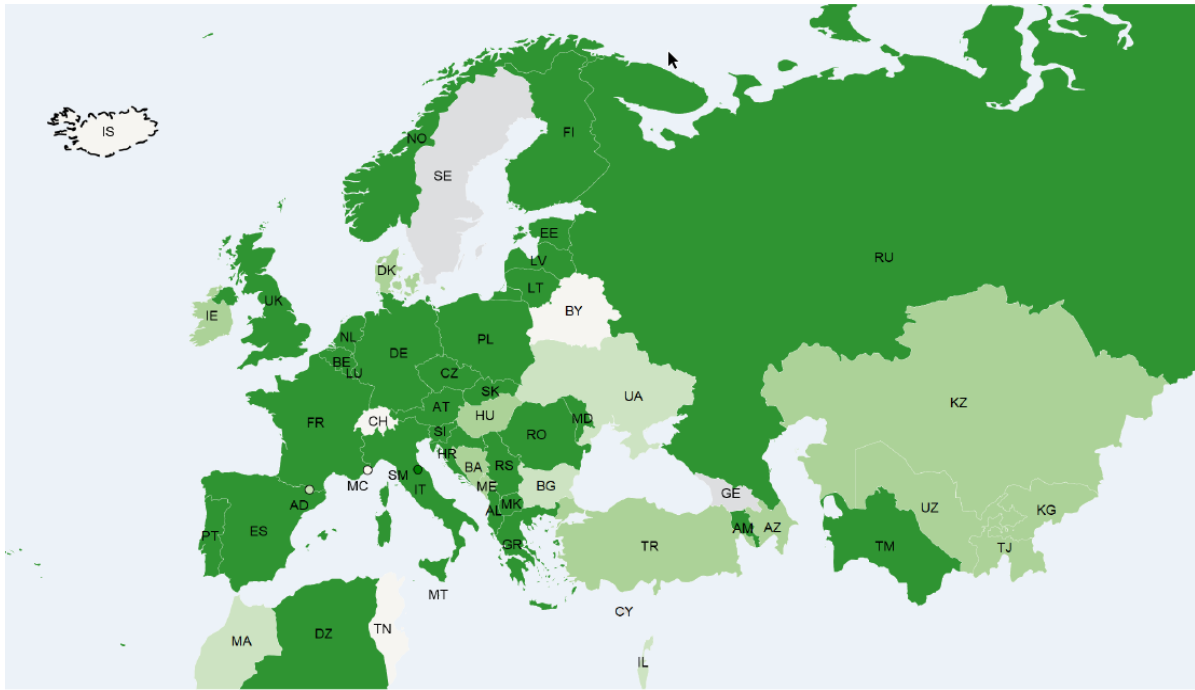 IS
NO
FI
SE
EE
RU
LV
DK
LT
UK
IE
BY
NL
PL
DE
BE
LU
CZ
SK
UA
AT
KZ
HU
MD
FR
CH
SI
RO
HR
BA
RS
SM
MC
IT
ME
BG
GE
AD
MK
AL
UZ
KG
ES
PT
AM
AZ
GR
TR
TM
TJ
MT
CY
DZ
TN
MA
IL